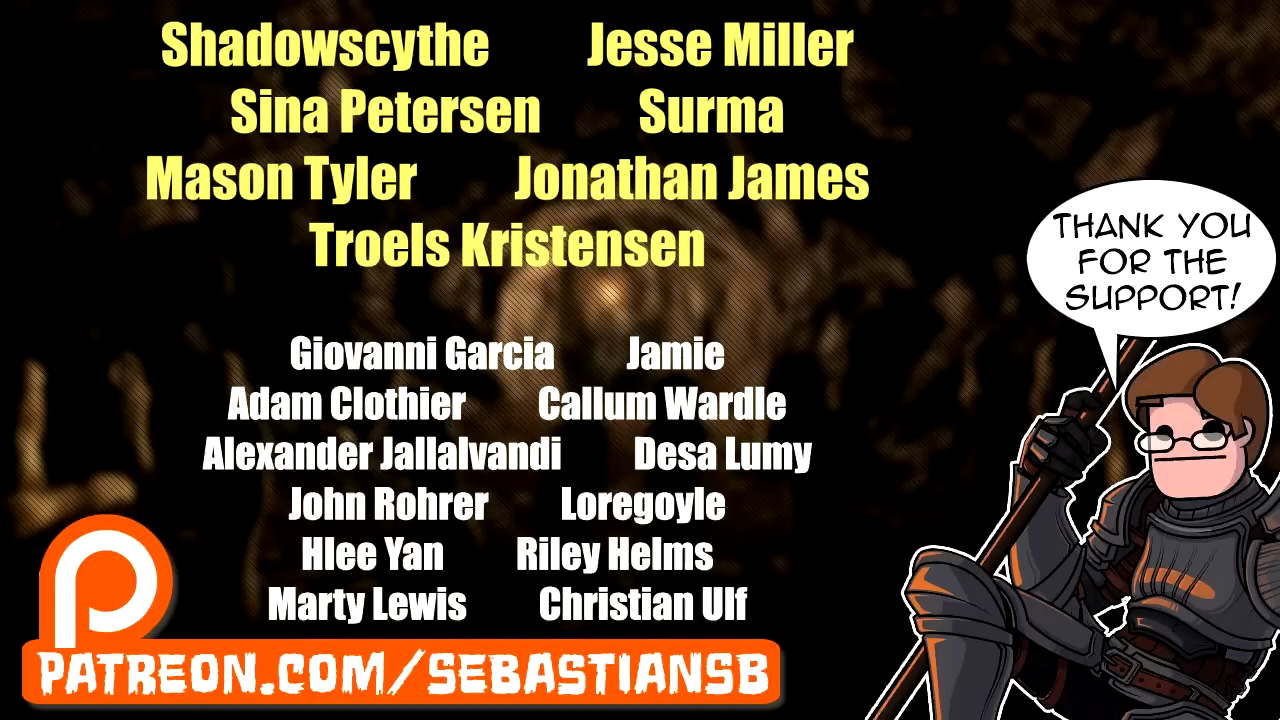 Shadowscythe Jesse Miller
Sina Petersen Surma
Mason Tyler Jonathan James
Troels Kristensen
Giovanni Garcia Jamie
Adam Clothier Callum Wardle
Alexander Jallalvandi Desa Lumy
John Rohrer Loregoyle
Hlee Yan Riley Helms
Marty Lewis Christian Ulf
PATREON.COM/SEBASTIANSB
THANK YOU
FOR THE
SUPPORT!